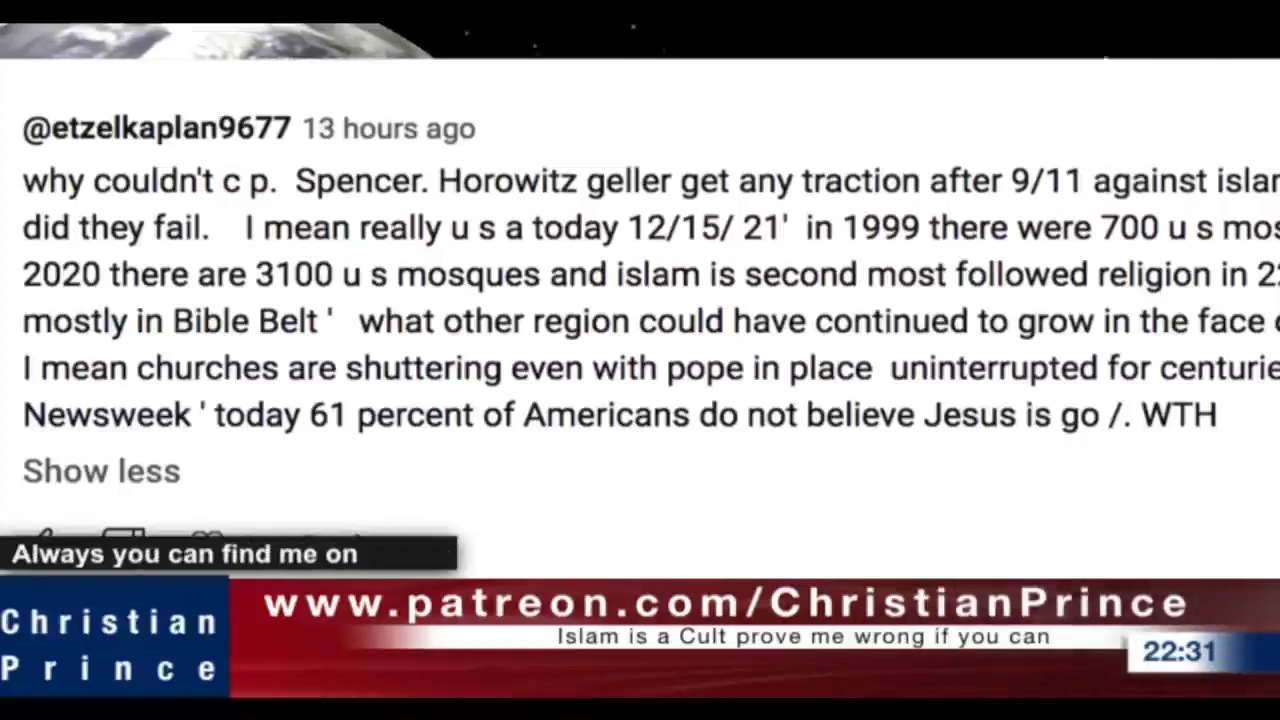 @etzelkaplan9677 13 hours ago
why couldn't c p. Spencer. Horowitz geller get any traction after 9/11 against
did they fail. I mean really u s a today 12/15/ 21' in 1999 there were 700 u s
2020 there are 3100 u s mosques and islam is second most followed religion in
mostly in Bible Belt ' what other region could have continued to grow in the face
I mean churches are shuttering even with pope in place uninterrupted for
Newsweek ' today 61 percent of Americans do not believe Jesus is go /. WTH
Show less
Always you can find me on
www.patreon.com/ChristianPrince
Christian
Prince
Islam is a Cult prove me wrong if you can
22:31